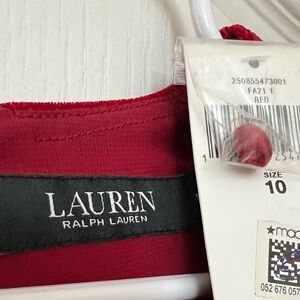 LAUREN
RALPH LAUREN
250855473001
FA21 1
RED
SIZE
10
052 676 057